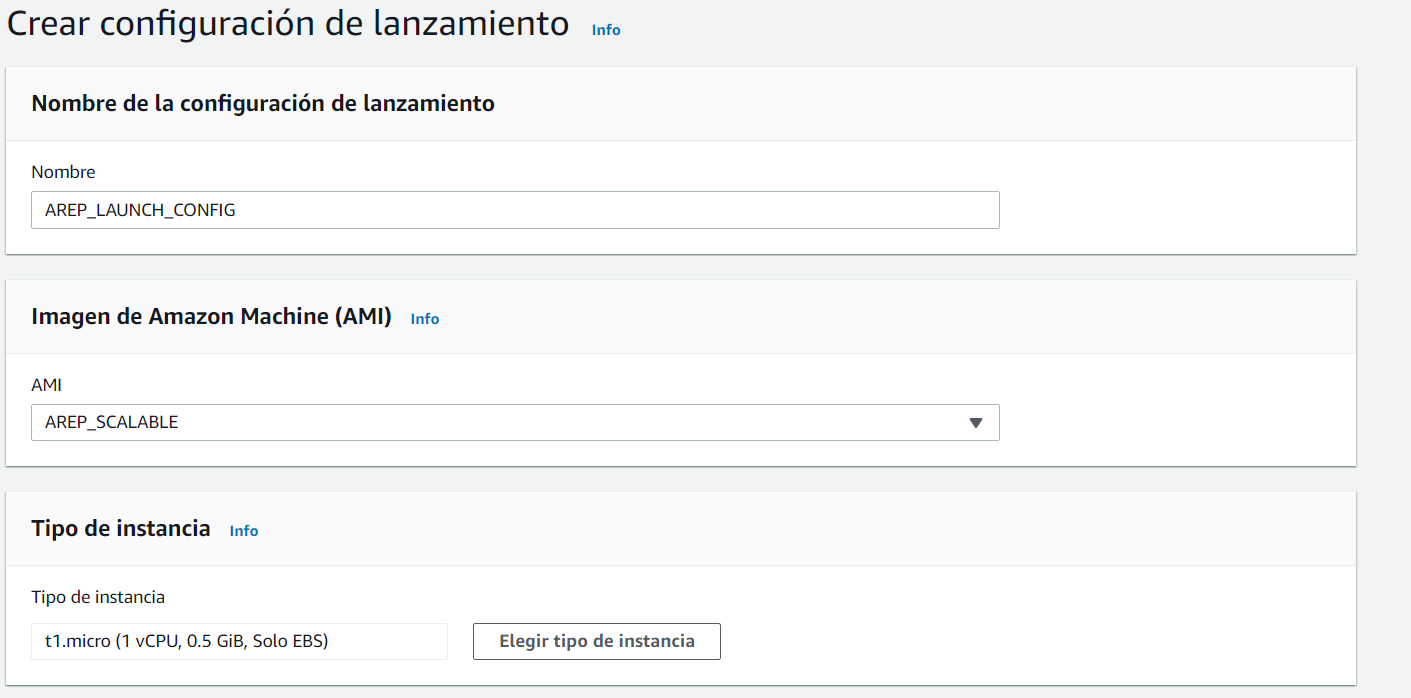 Crear configuración de lanzamiento Info
Nombre de la configuración de lanzamiento
Nombre
AREP_LAUNCH_CONFIG
Imagen de Amazon Machine (AMI) Info
AMI
AREP_SCALABLE
Tipo de instancia Info
Tipo de instancia
t1.micro (1 vCPU, 0.5 GiB, Solo EBS) Elegir tipo de instancia